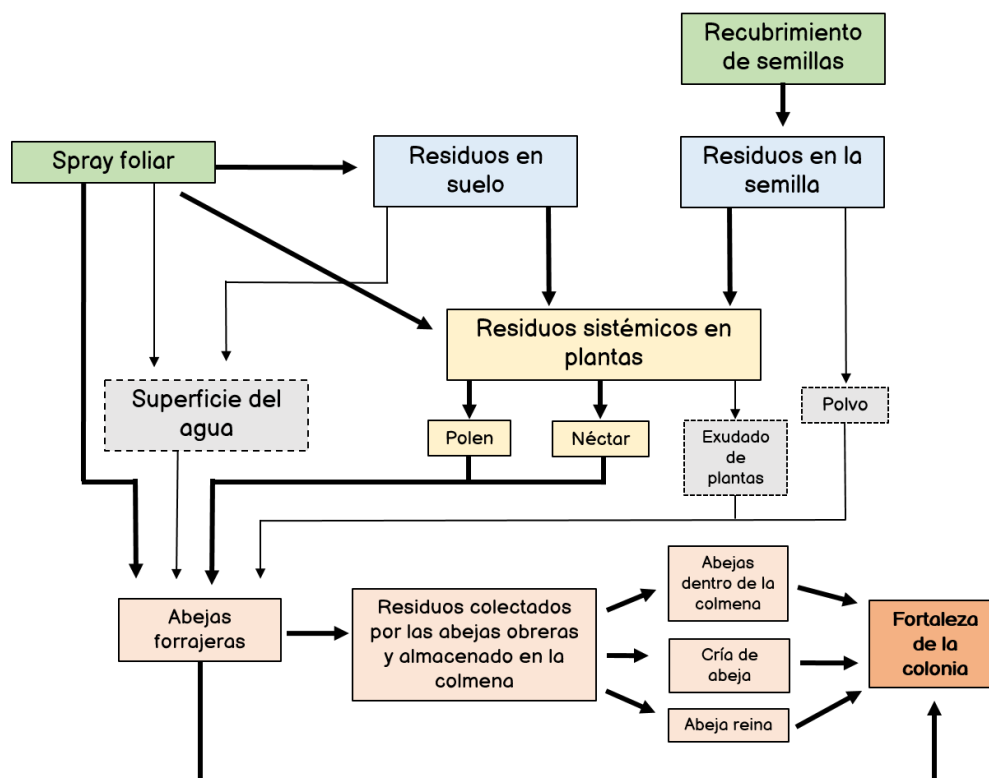 Recubrimiento
de semillas
Spray foliar
Residuos en
suelo
Residuos en la
semilla
Residuos sistémicos en
plantas
Superficie del
agua
Polvo
Polen
Néctar
Exudado
de
plantas
Abejas
forrajeras
Residuos colectados
por las abejas obreras
y almacenado en la
colmena
Abejas
dentro de la
colmena
Cría de
abeja
Abeja reina
Fortaleza
de la
colonia